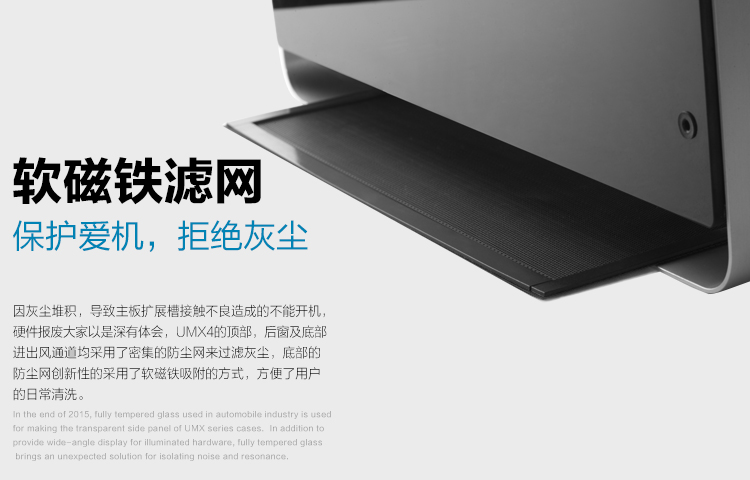 软磁铁滤网
保护爱机，拒绝灰尘
因灰尘堆积，导致主板扩展槽接触不良造成的不能开机，
硬件报废大家以是深有体会，UMX4的顶部，后窗及底部
进出风通道均采用了密集的防尘网来过滤灰尘，底部的
防尘网创新性的采用了软磁铁吸附的方式，方便了用户
的日常清洗。
In the end of 2015, fully tempered glass used in automobile industry is used
for making the transparent side panel of UMX series cases.  In addition to
provide wide-angle display for illuminated hardware, fully tempered glass
brings an unexpected solution for isolating noise and resonance.